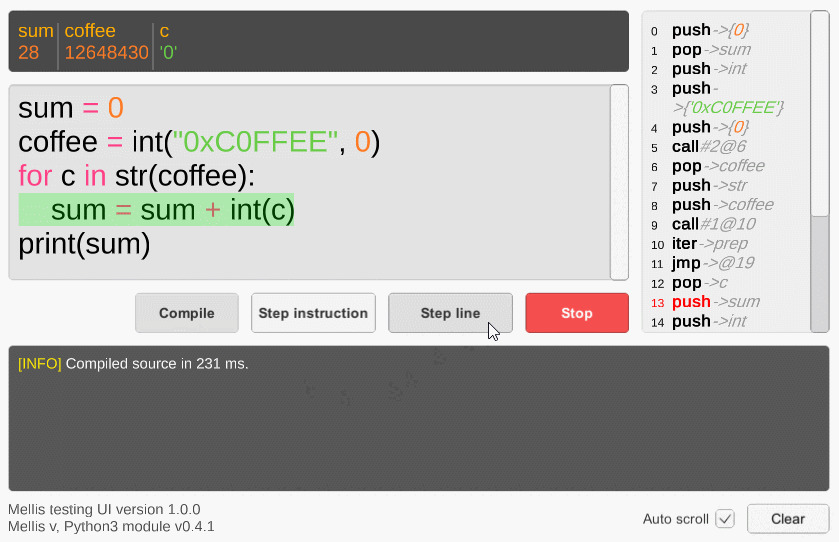 sum coffee c
28 12648430 '0'
sum = 0
coffee = int("0xC0FFEE", 0)
for c in str(coffee):
    sum = sum + int(c)
print(sum)
Compile Step instruction Step line Stop
0 push->{0}
1 pop->sum
2 push->int
3 push-
>{'0xC0FFEE'}
4 push->{0}
5 call#2@6
6 pop->coffee
7 push->str
8 push->coffee
9 call#1@10
10 iter->prep
11 jmp->@19
12 pop->c
13 push->sum
14 push->int
[INFO] Compiled source in 231 ms.
Mellis testing UI version 1.0.0
Mellis v, Python3 module v0.4.1
Auto scroll Clear